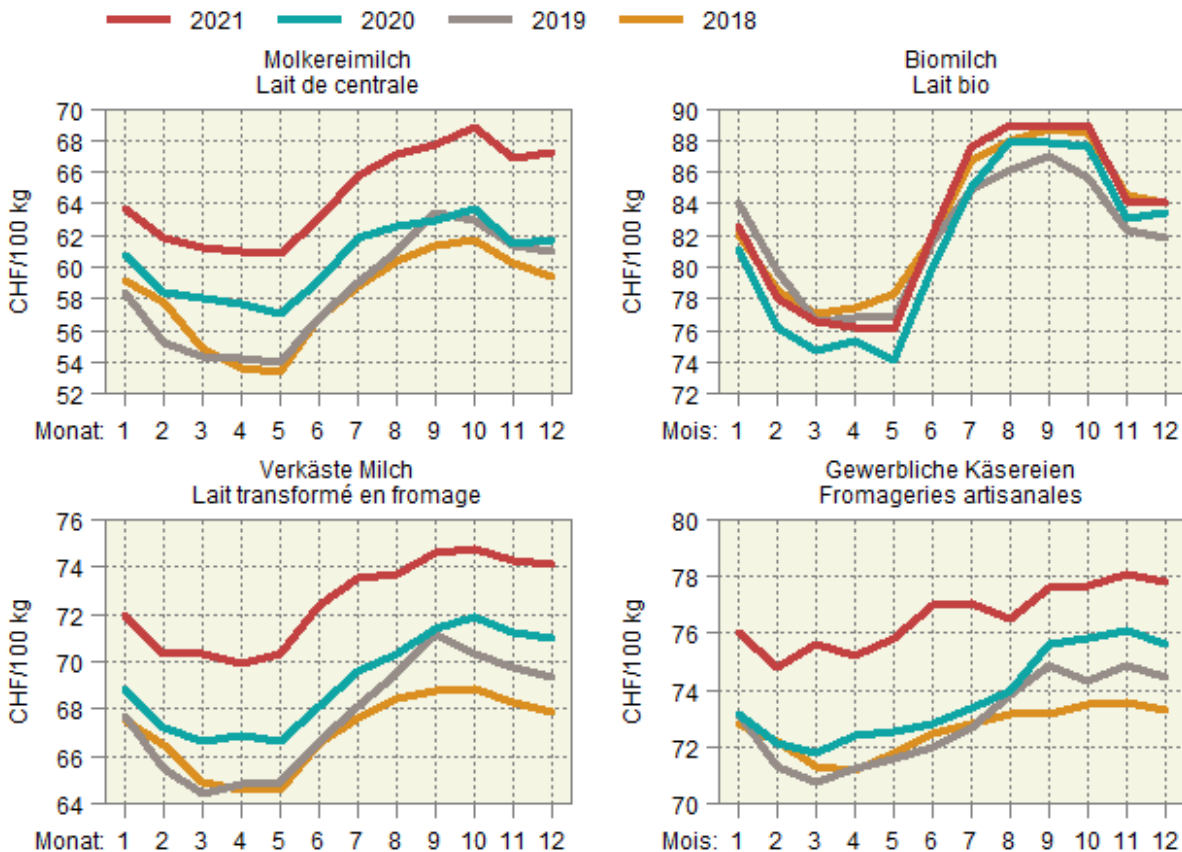 2021 2020 2019 2018
Molkereimilch
Lait de centrale
CHF/100 kg
70
68
66
64
62
60
58
56
54
52
Monat: 1 2 3 4 5 6 7 8 9 10 11 12
Biomilch
Lait bio
CHF/100 kg
90
88
86
84
82
80
78
76
74
72
Mois: 1 2 3 4 5 6 7 8 9 10 11 12
Verkäste Milch
Lait transformé en fromage
CHF/100 kg
76
74
72
70
68
66
64
Monat: 1 2 3 4 5 6 7 8 9 10 11 12
Gewerbliche Käsereien
Fromageries artisanales
CHF/100 kg
80
78
76
74
72
70
Mois: 1 2 3 4 5 6 7 8 9 10 11 12